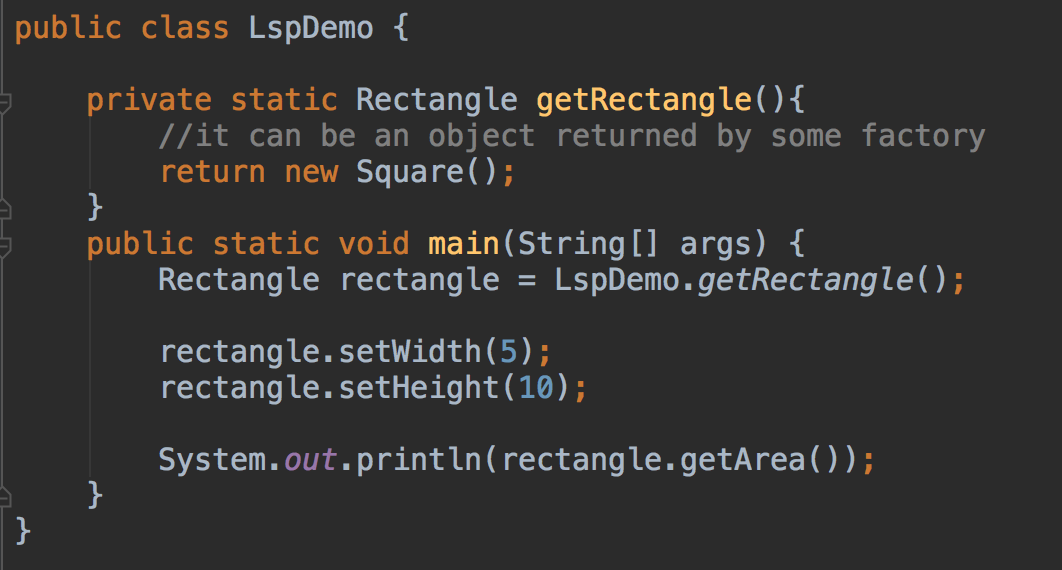 public class LspDemo {
private static Rectangle getRectangle(){
//it can be an object returned by some factory
return new Square();
}
public static void main(String[] args) {
Rectangle rectangle = LspDemo.getRectangle();
rectangle.setWidth(5);
rectangle.setHeight(10);
System.out.println(rectangle.getArea());
}
}